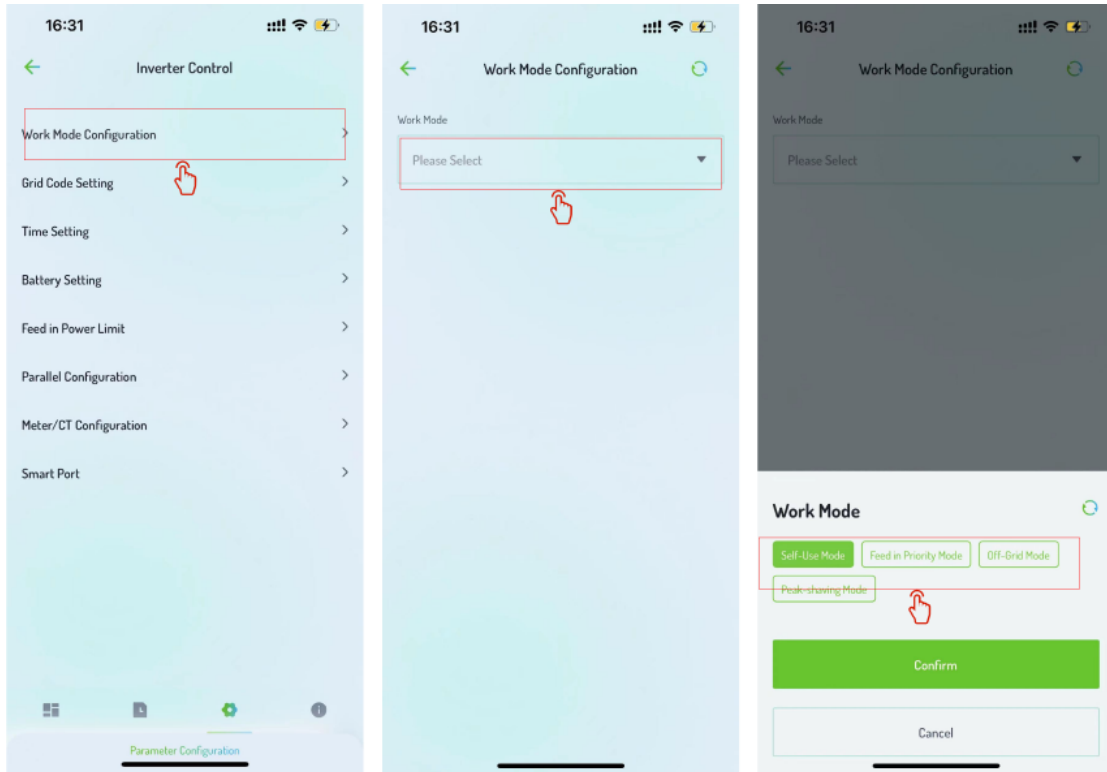 16:31
Inverter Control
Work Mode Configuration
Grid Code Setting
Time Setting
Battery Setting
Feed in Power Limit
Parallel Configuration
Meter/CT Configuration
Smart Port
Parameter Configuration
16:31
Work Mode Configuration
Work Mode
Please Select
16:31
Work Mode Configuration
Work Mode
Please Select
Work Mode
Self-Use Mode Feed in Priority Mode Off-Grid Mode
Peak-shaving Mode
Confirm
Cancel